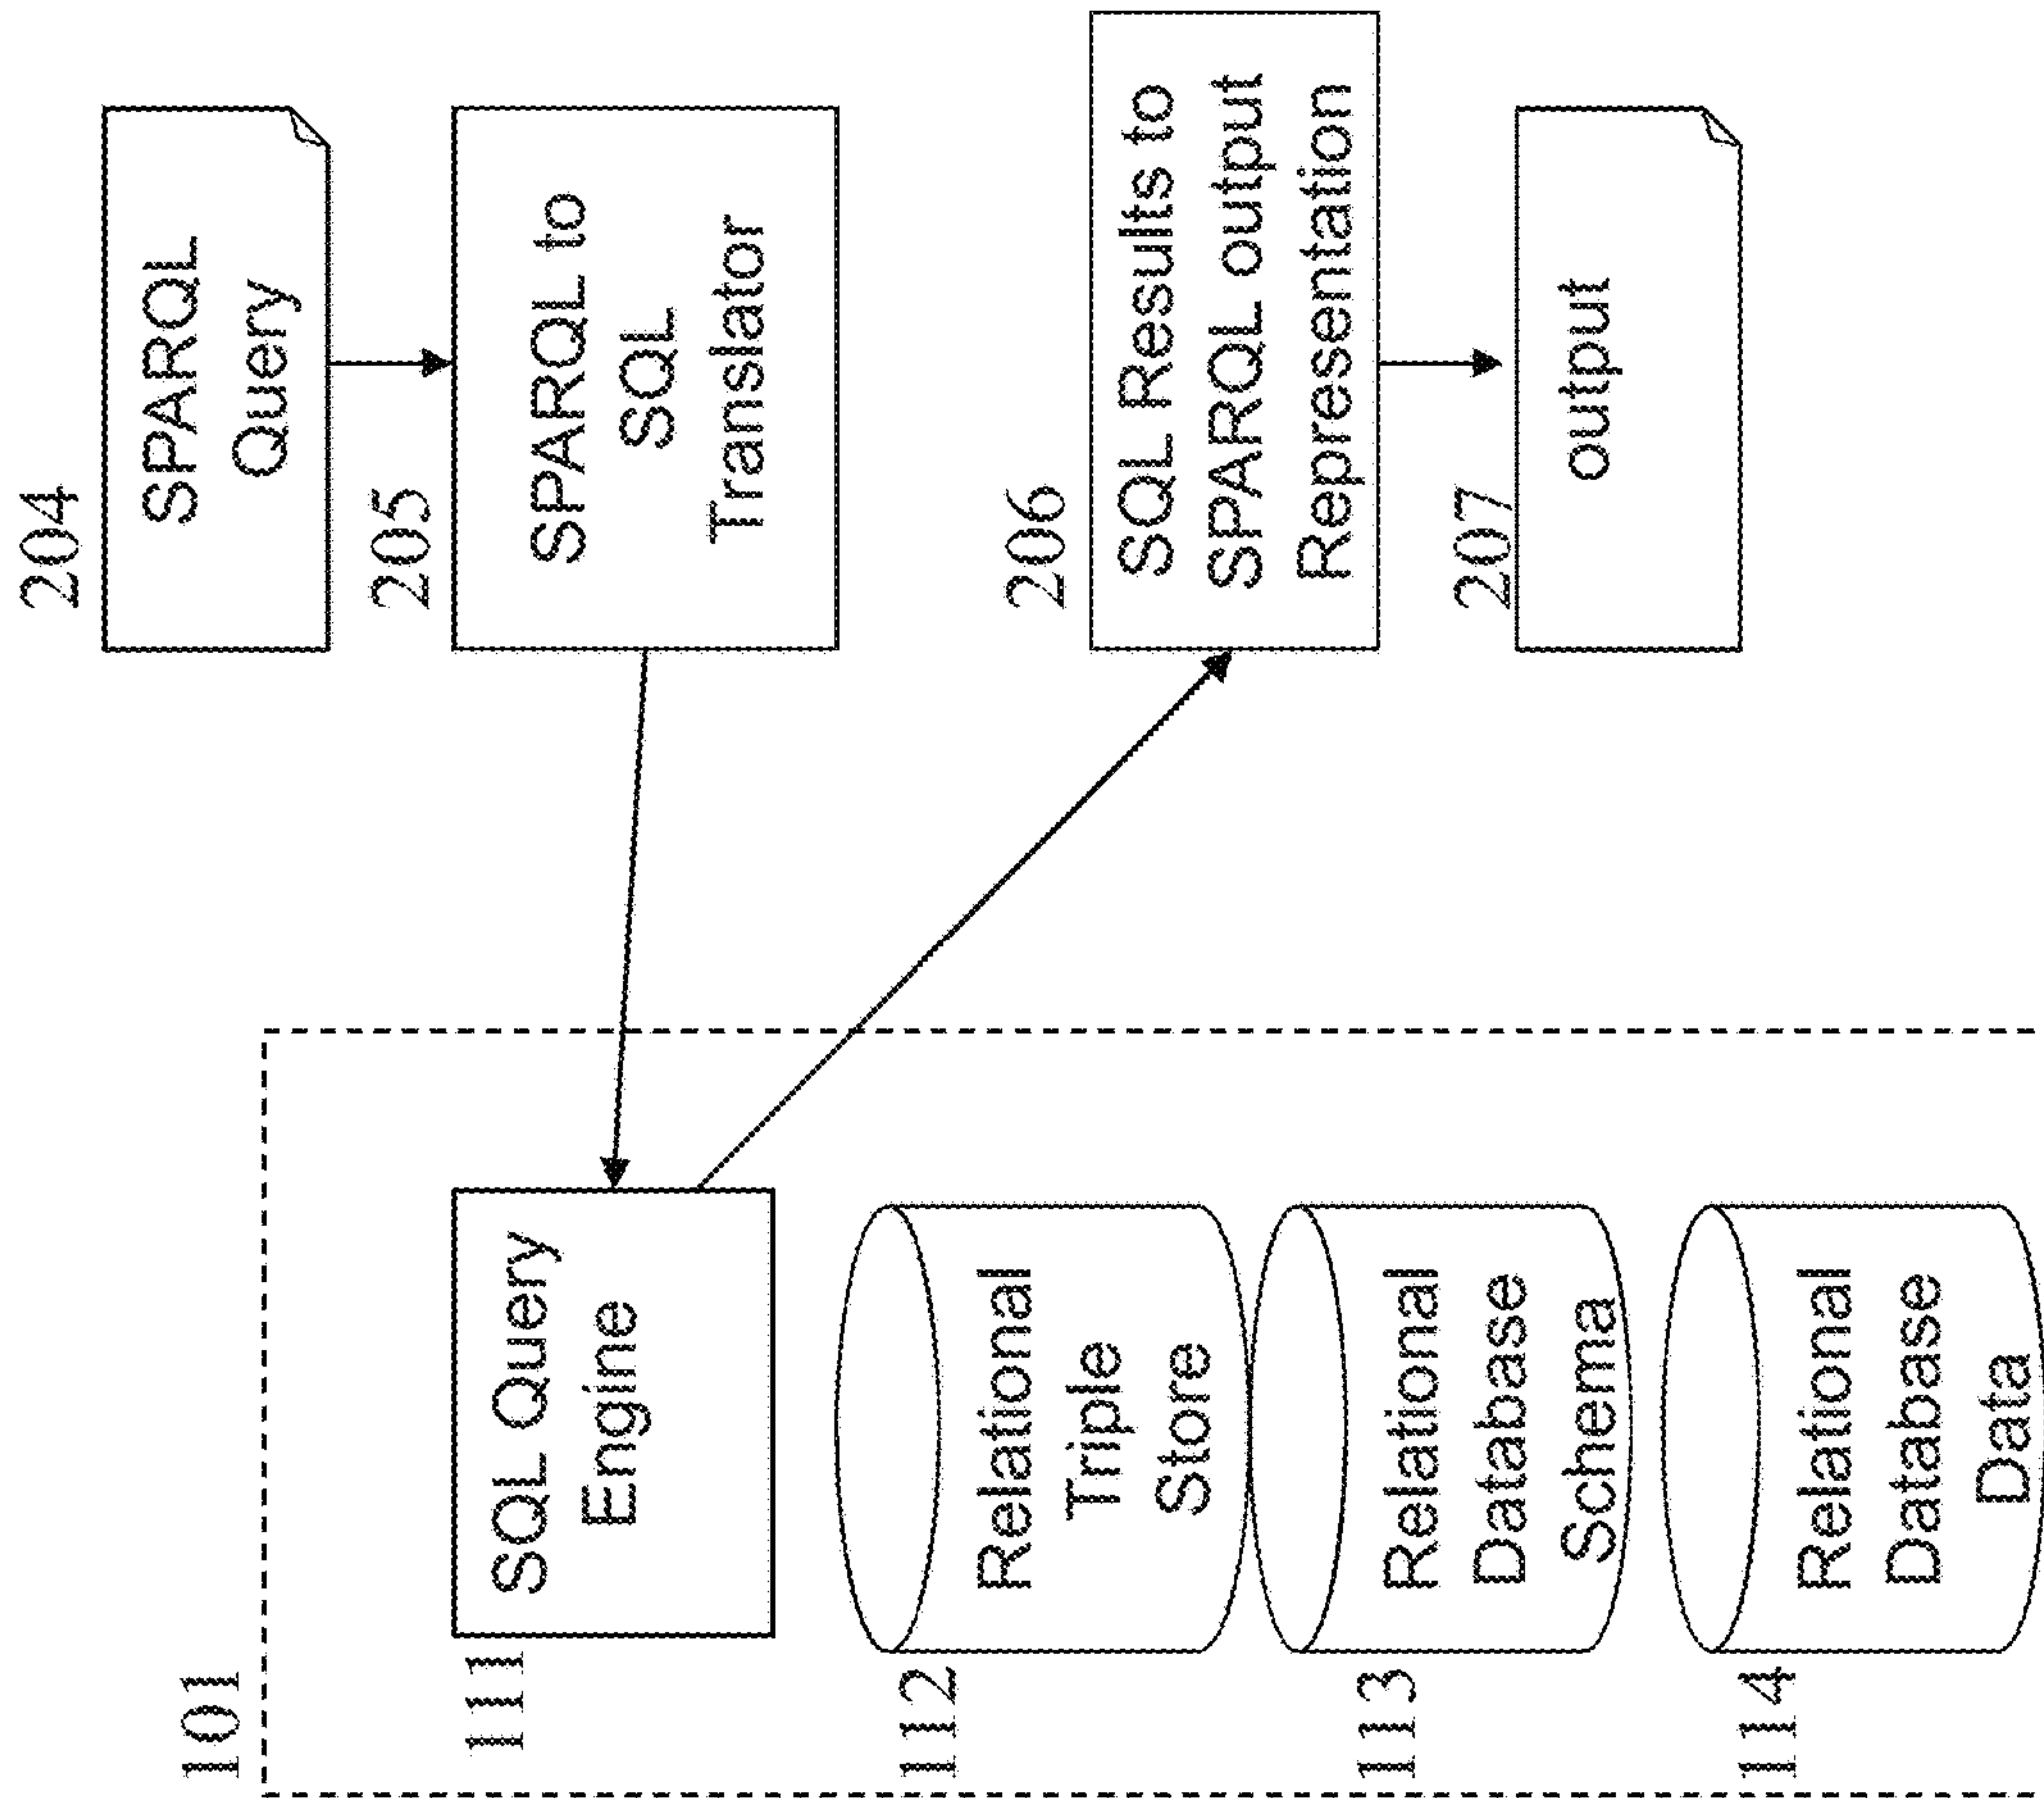 204
SPARQL
Query
205
SPARQL to
SQL
Translator
206
SQL Results to
SPARQL output
Representation
207
output
101
111
SQL Query
Engine
112
Relational
Triple
Store
113
Relational
Database
Schema
114
Relational
Database
Data